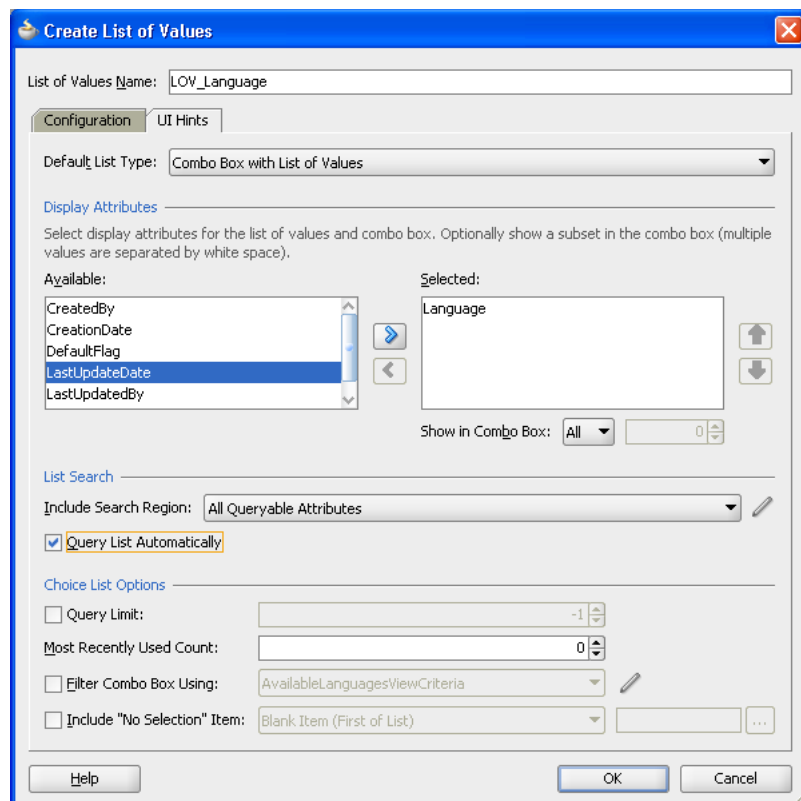 Create List of Values
List of Values Name: LOV_Language
Configuration UI Hints
Default List Type: Combo Box with List of Values
Display Attributes
Select display attributes for the list of values and combo box. Optionally show a subset in the combo box (multiple
values are separated by white space).
Available: Selected:
CreatedBy Language
CreationDate
DefaultFlag
LastUpdateDate
LastUpdatedBy
Show in Combo Box: All 0
List Search
Include Search Region: All Queryable Attributes
Query List Automatically
Choice List Options
Query Limit: -1
Most Recently Used Count: 0
Filter Combo Box Using: AvailableLanguagesViewCriteria
Include "No Selection" Item: Blank Item (First of List) ...
Help OK Cancel